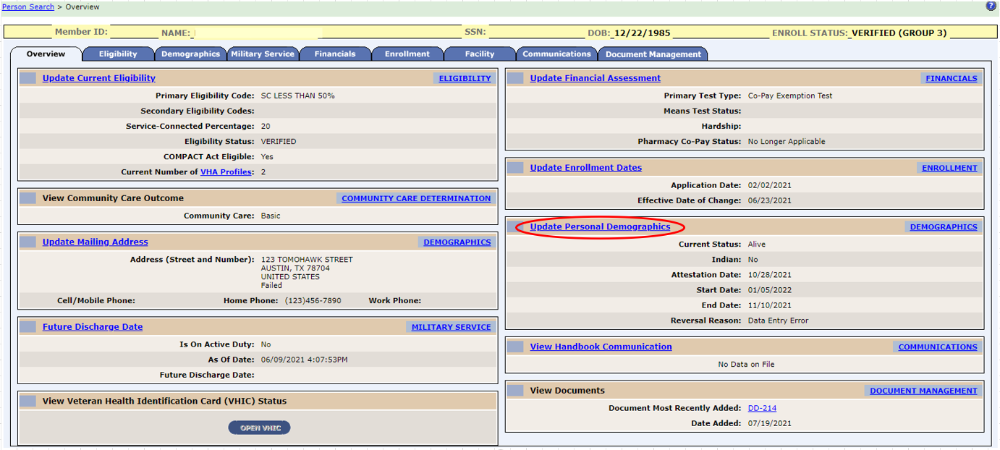 Person Search > Overview
?
Member ID: NAME: SSN: DOB: 12/22/1985 ENROLL STATUS: VERIFIED (GROUP 3)
Overview Eligibility Demographics Military Service Financials Enrollment Facility Communications Document Management
Update Current Eligibility ELIGIBILITY
Primary Eligibility Code: SC LESS THAN 50%
Secondary Eligibility Codes:
Service-Connected Percentage: 20
Eligibility Status: VERIFIED
COMPACT Act Eligible: Yes
Current Number of VHA Profiles: 2
View Community Care Outcome COMMUNITY CARE DETERMINATION
Community Care: Basic
Update Mailing Address DEMOGRAPHICS
Address (Street and Number): 123 TOMOHAWK STREET
AUSTIN, TX 78704
UNITED STATES
Failed
Cell/Mobile Phone: Home Phone: (123)456-7890 Work Phone:
Future Discharge Date MILITARY SERVICE
Is On Active Duty: No
As Of Date: 06/09/2021 4:07:53PM
Future Discharge Date:
View Veteran Health Identification Card (VHIC) Status
OPEN VHIC
Update Financial Assessment FINANCIALS
Primary Test Type: Co-Pay Exemption Test
Means Test Status:
Hardship:
Pharmacy Co-Pay Status: No Longer Applicable
Update Enrollment Dates ENROLLMENT
Application Date: 02/02/2021
Effective Date of Change: 06/23/2021
Update Personal Demographics DEMOGRAPHICS
Current Status: Alive
Indian: No
Attestation Date: 10/28/2021
Start Date: 01/05/2022
End Date: 11/10/2021
Reversal Reason: Data Entry Error
View Handbook Communication COMMUNICATIONS
No Data on File
View Documents DOCUMENT MANAGEMENT
Document Most Recently Added: DD-214
Date Added: 07/19/2021